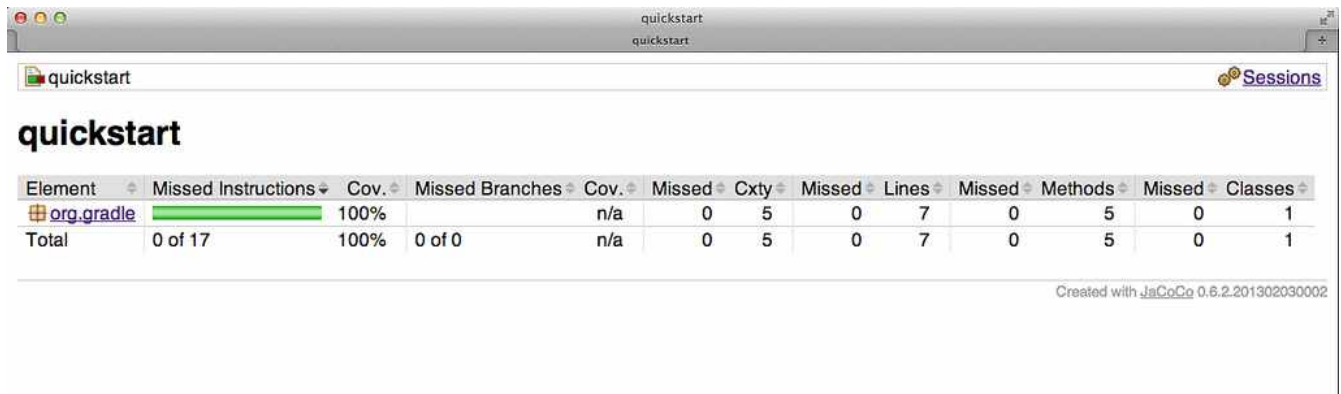 quickstart
quickstart
quickstart Sessions
quickstart
Element Missed Instructions Cov. Missed Branches Cov. Missed Cxty Missed Lines Missed Methods Missed Classes
org.gradle 100% n/a 0 5 0 7 0 5 0 1
Total 0 of 17 100% 0 of 0 n/a 0 5 0 7 0 5 0 1
Created with JaCoCo 0.6.2.201302030002